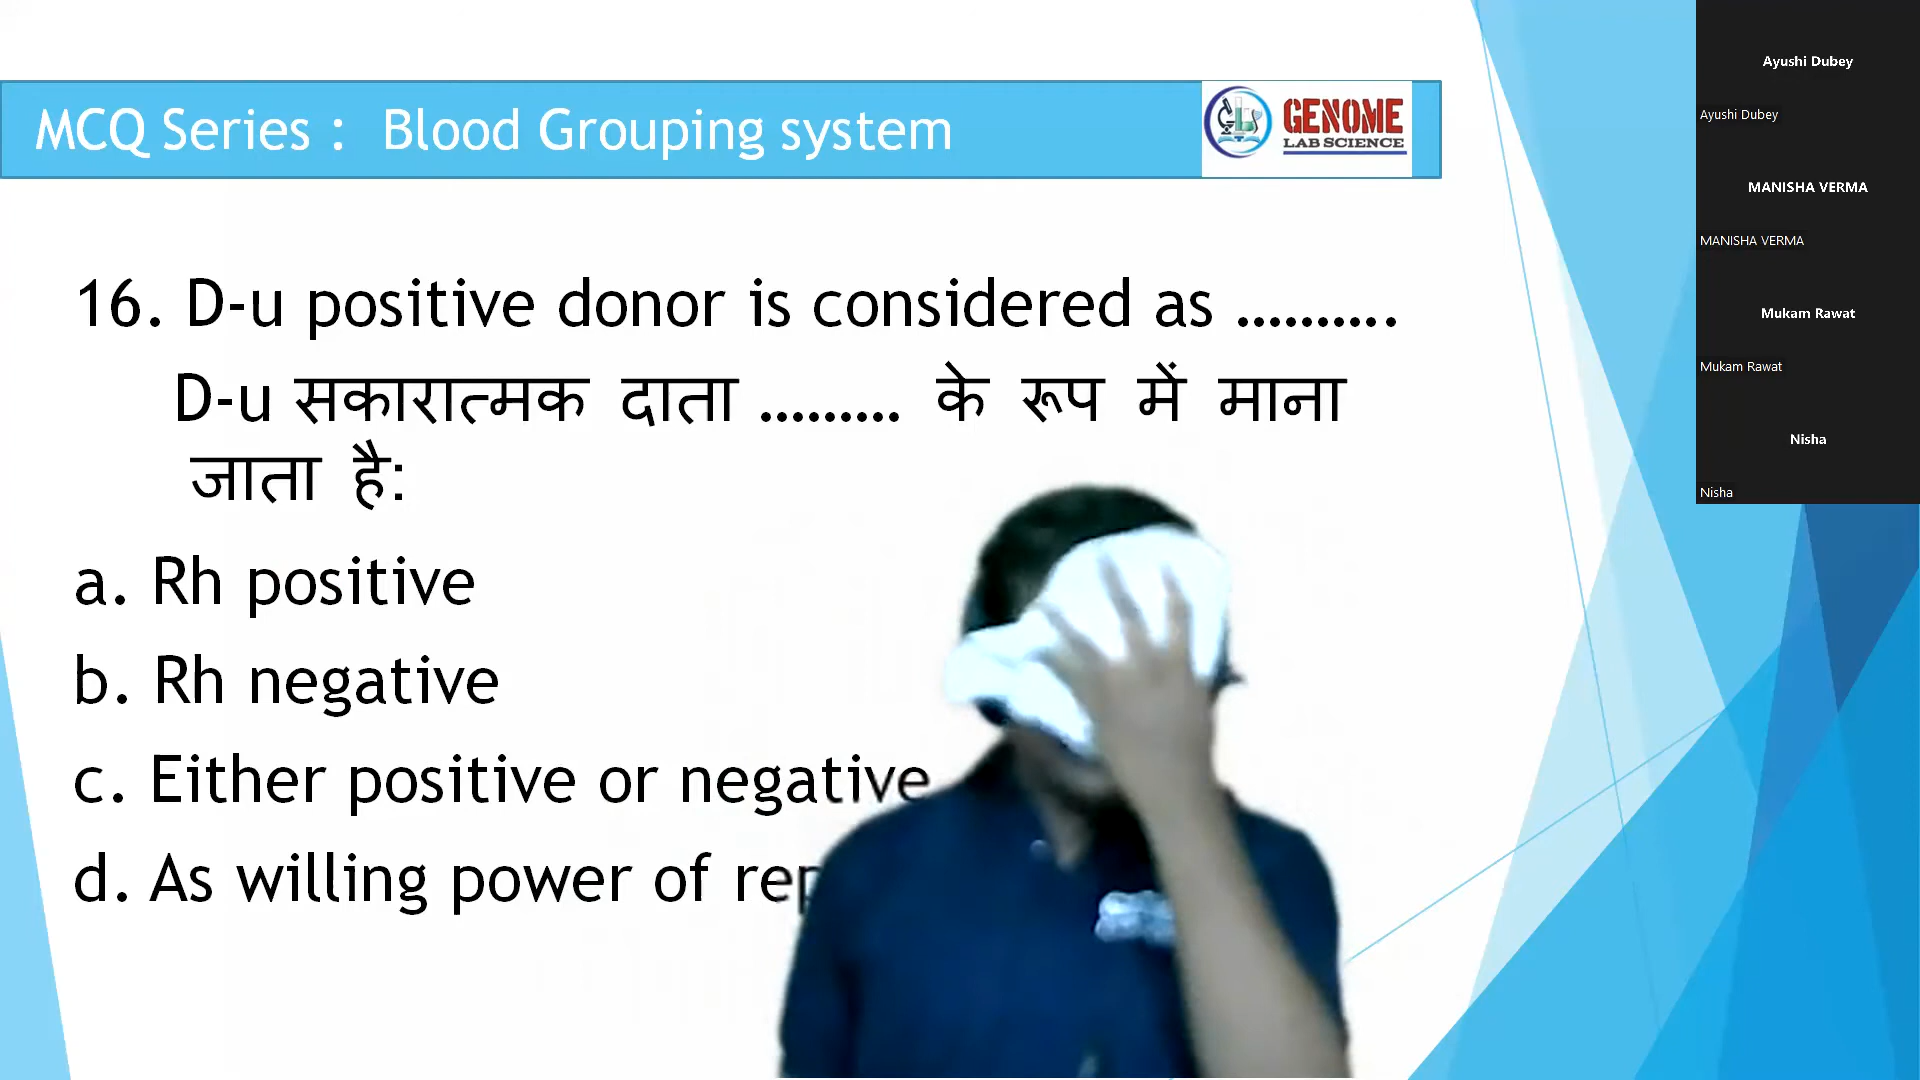 MCQ Series : Blood Grouping system
GENOME
LAB SCIENCE
16. D-u positive donor is considered as ……….
D-u सकारात्मक दाता ……… के रूप में माना
जाता है:
a. Rh positive
b. Rh negative
c. Either positive or negative
d. As willing power of
Ayushi Dubey
Ayushi Dubey
MANISHA VERMA
MANISHA VERMA
Mukam Rawat
Mukam Rawat
Nisha
Nisha